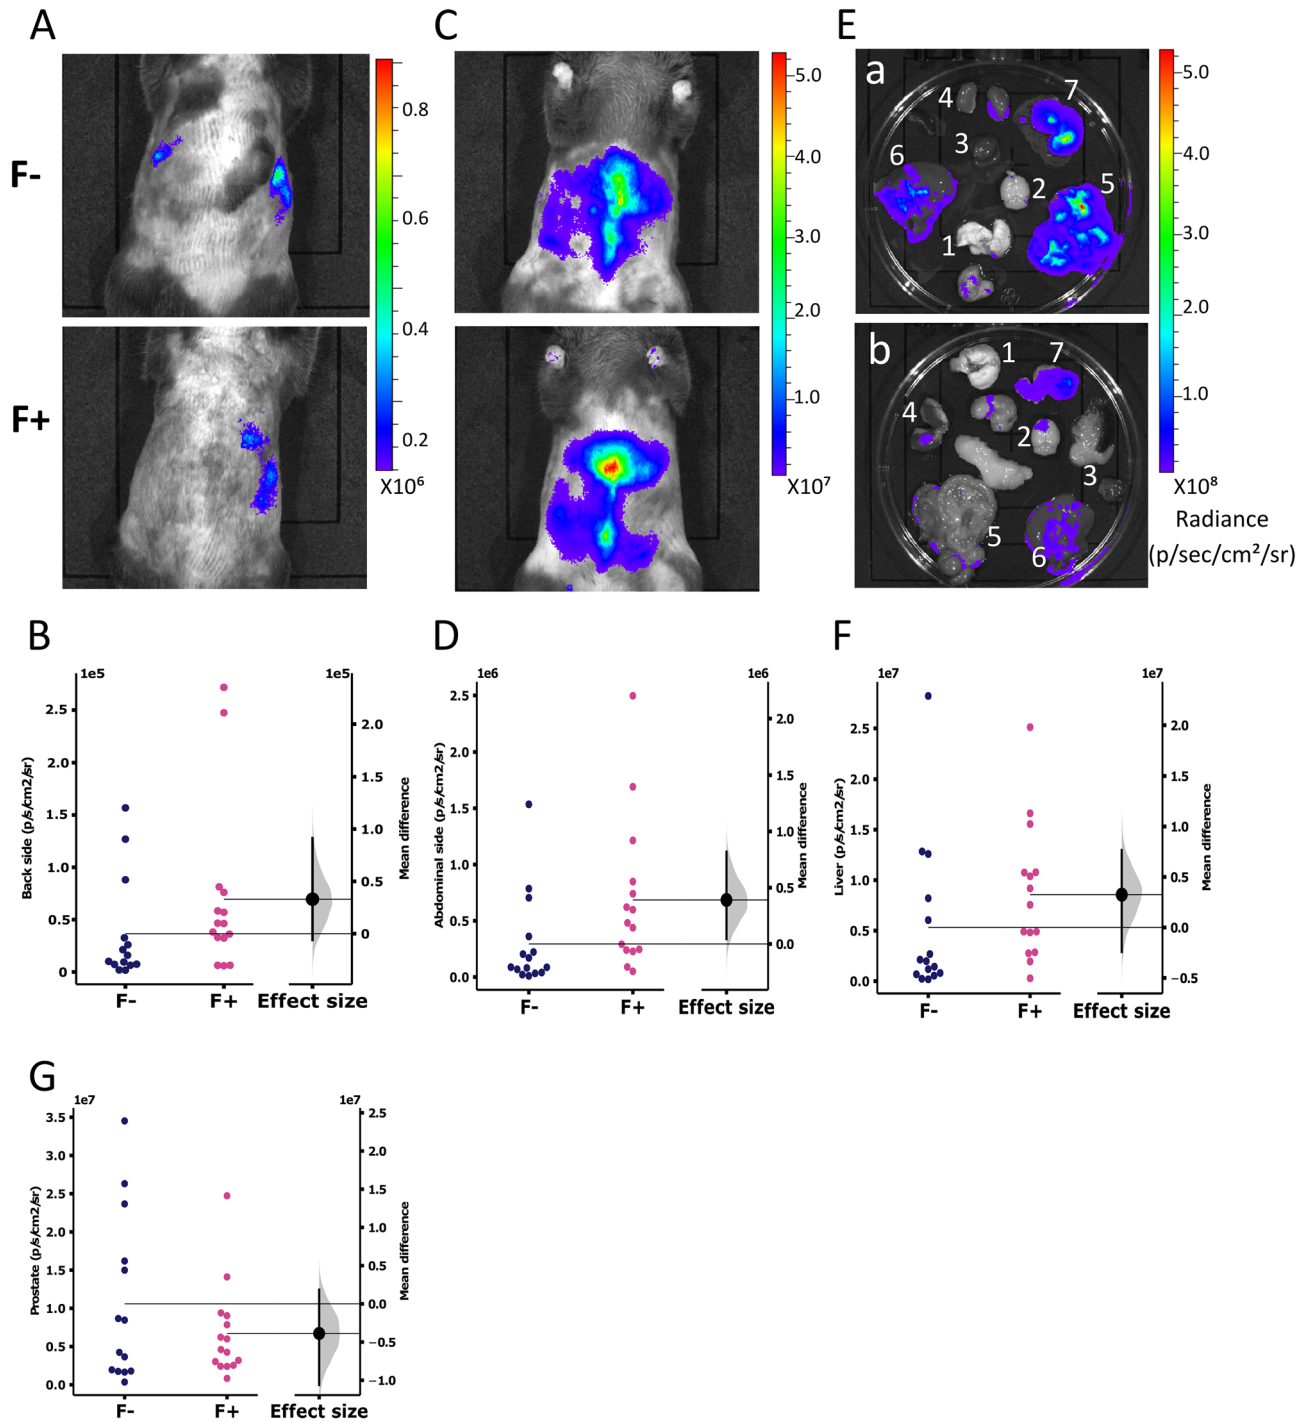 A
C
E
F-
F+
0.8
0.6
0.4
0.2
X10⁶
5.0
4.0
3.0
2.0
1.0
X10⁷
a
4
7
3
6
2
5
1
b
1
7
4
2
3
5
6
5.0
4.0
3.0
2.0
1.0
X10⁸
Radiance
(p/sec/cm²/sr)
B
1e5
1e5
Back side (p/s/cm2/sr)
2.5
2.0
1.5
1.0
0.5
0
2.0
1.5
1.0
0.5
0
Mean difference
F-
F+
Effect size
D
1e6
1e6
Abdominal side (p/s/cm2/sr)
2.5
2.0
1.5
1.0
0.5
0.0
2.0
1.5
1.0
0.5
0.0
Mean difference
F-
F+
Effect size
F
1e7
1e7
Liver (p/s/cm2/sr)
2.5
2.0
1.5
1.0
0.5
0.0
2.0
1.5
1.0
0.5
0.0
−0.5
Mean difference
F-
F+
Effect size
G
1e7
1e7
Prostate (p/s/cm2/sr)
3.5
3.0
2.5
2.0
1.5
1.0
0.5
0.0
2.5
2.0
1.5
1.0
0.5
0.0
−0.5
−1.0
Mean difference
F-
F+
Effect size